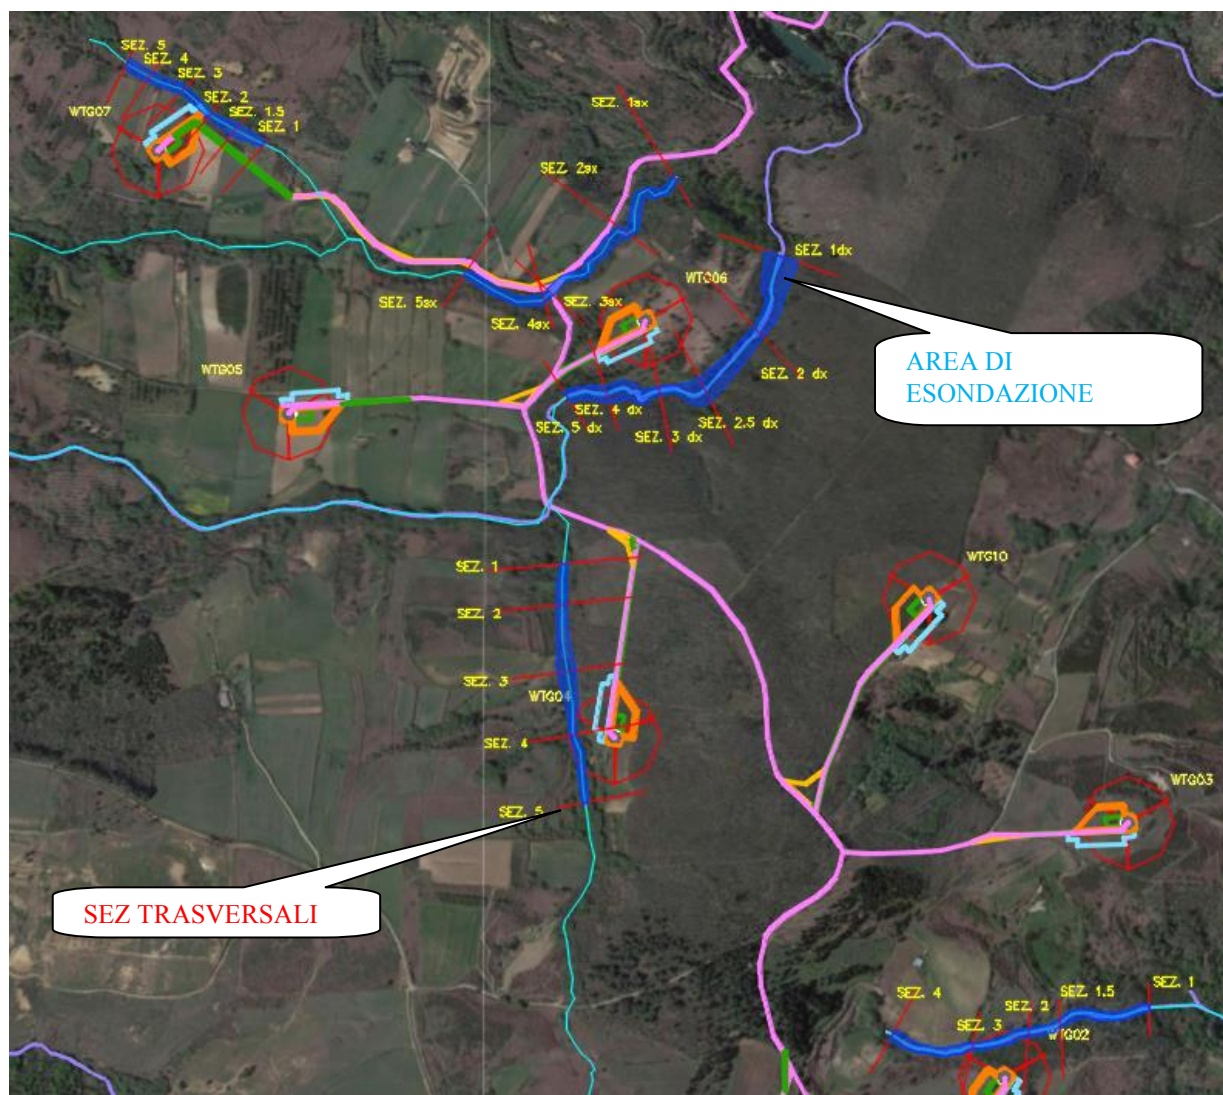 SEZ. 5
SEZ. 4
SEZ. 3
SEZ. 2
SEZ. 1.5
SEZ. 1
WTG07
SEZ. 1sx
SEZ. 2sx
SEZ. 1dx
WTG06
SEZ. 5sx
SEZ. 3sx
SEZ. 4sx
AREA DI
ESONDAZIONE
WTG05
SEZ. 2 dx
SEZ. 4 dx
SEZ. 5 dx
SEZ. 3 dx
SEZ. 2.5 dx
SEZ. 1
SEZ. 2
SEZ. 3
WTG04
SEZ. 4
SEZ. 5
WTG10
WTG03
SEZ TRASVERSALI
SEZ. 4
SEZ. 3
SEZ. 2
SEZ. 1.5
SEZ. 1
WTG02